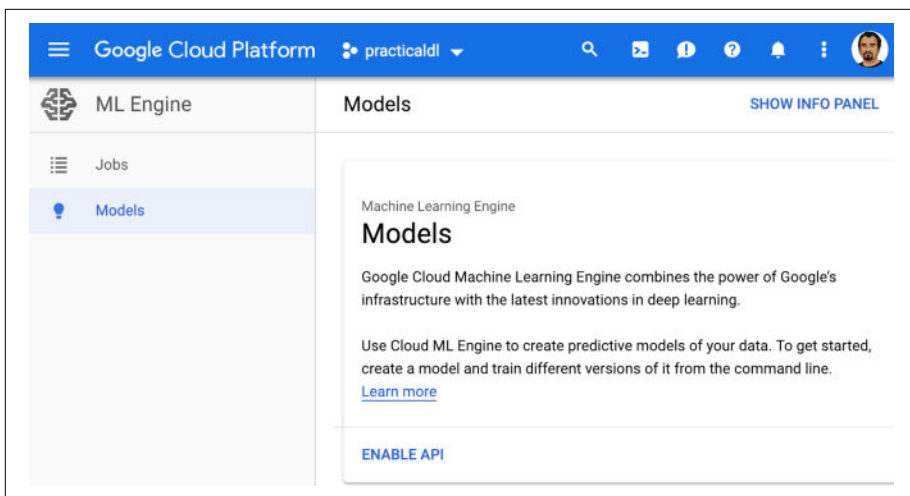 Google Cloud Platform practicaldl
ML Engine
Models
SHOW INFO PANEL
Jobs
Models
Machine Learning Engine
Models
Google Cloud Machine Learning Engine combines the power of Google's
infrastructure with the latest innovations in deep learning.
Use Cloud ML Engine to create predictive models of your data. To get started,
create a model and train different versions of it from the command line.
Learn more
ENABLE API